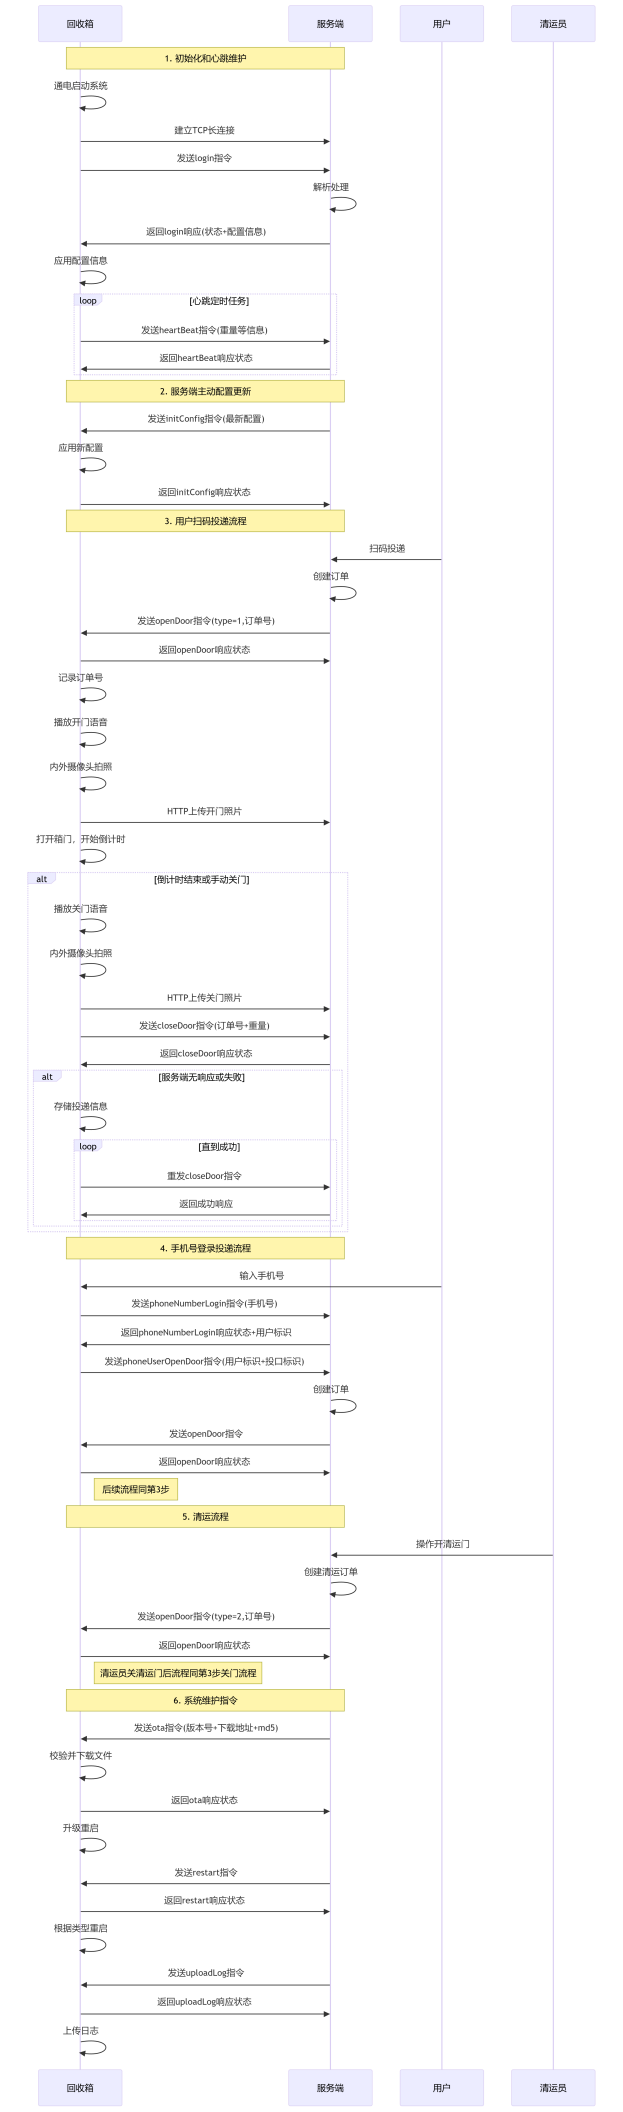 回收箱
服务端
用户
清运员
1. 初始化和心跳维护
通电启动系统
建立TCP长连接
发送login指令
解析处理
返回login响应(状态+配置信息)
应用配置信息
loop
[心跳定时任务]
发送heartBeat指令(重量等信息)
返回heartBeat响应状态
2. 服务端主动配置更新
发送initConfig指令(最新配置)
应用新配置
返回initConfig响应状态
3. 用户扫码投递流程
扫码投递
创建订单
发送openDoor指令(type=1,订单号)
返回openDoor响应状态
记录订单号
播放开门语音
内外摄像头拍照
HTTP上传开门照片
打开箱门，开始倒计时
alt
[倒计时结束或手动关门]
播放关门语音
内外摄像头拍照
HTTP上传关门照片
发送closeDoor指令(订单号+重量)
返回closeDoor响应状态
alt
[服务端无响应或失败]
存储投递信息
loop
[直到成功]
重发closeDoor指令
返回成功响应
4. 手机号登录投递流程
输入手机号
发送phoneNumberLogin指令(手机号)
返回phoneNumberLogin响应状态+用户标识
发送phoneUserOpenDoor指令(用户标识+投口标识)
创建订单
发送openDoor指令
返回openDoor响应状态
后续流程同第3步
5. 清运流程
操作开清运门
创建清运订单
发送openDoor指令(type=2,订单号)
返回openDoor响应状态
清运员关清运门后流程同第3步关门流程
6. 系统维护指令
发送ota指令(版本号+下载地址+md5)
校验并下载文件
返回ota响应状态
升级重启
发送restart指令
返回restart响应状态
根据类型重启
发送uploadLog指令
返回uploadLog响应状态
上传日志
回收箱
服务端
用户
清运员